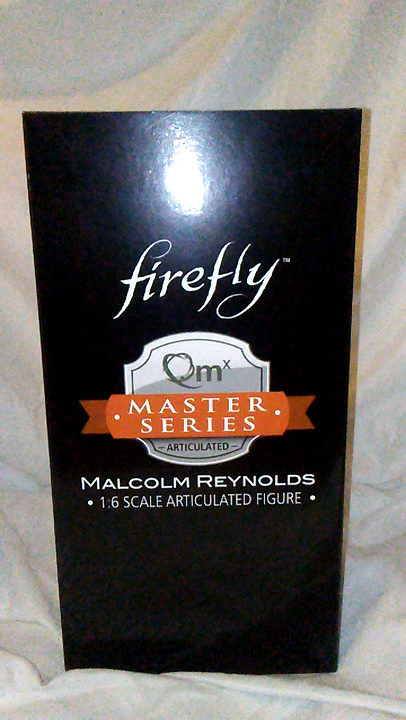 firefly™
Qmx
MASTER
SERIES
ARTICULATED
MALCOLM REYNOLDS
• 1:6 SCALE ARTICULATED FIGURE •